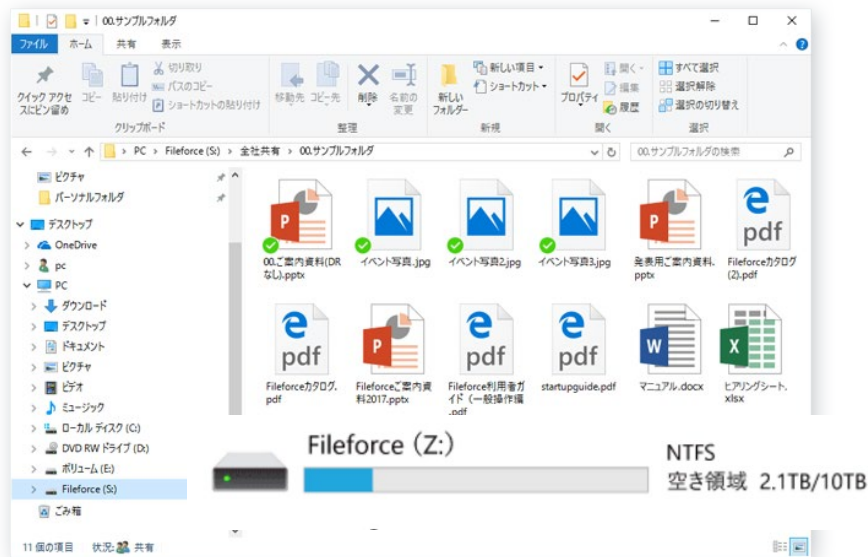 00.サンプルフォルダ
ファイル ホーム 共有 表示
クイック アクセスにピン留め
コピー
貼り付け
切り取り
パスのコピー
ショートカットの貼り付け
移動先
コピー先
削除
名前の変更
新しいフォルダー
新しい項目
ショートカット
プロパティ
開く
編集
履歴
すべて選択
選択解除
選択の切り替え
クリップボード 整理 新規 開く 選択
PC > Fileforce (S:) > 全社共有 > 00.サンプルフォルダ
00.サンプルフォルダの検索
ピクチャ
パーソナルフォルダ
デスクトップ
OneDrive
pc
PC
ダウンロード
デスクトップ
ドキュメント
ピクチャ
ビデオ
ミュージック
ローカル ディスク (C:)
DVD RW ドライブ (D:)
ボリューム (E:)
Fileforce (S:)
ごみ箱
P
P
e
pdf
00.ご案内資料(DRなし).pptx
イベント写真.jpg
イベント写真2.jpg
イベント写真3.jpg
発表用ご案内資料.pptx
Fileforceカタログ(2).pdf
e
pdf
P
e
pdf
e
pdf
W
X
Fileforceカタログ.pdf
Fileforceご案内資料2017.pptx
Fileforce利用者ガイド（一般操作編.pdf
startupguide.pdf
マニュアル.docx
ヒアリングシート.xlsx
Fileforce (Z:)
NTFS
空き領域 2.1TB/10TB
11 個の項目 状況: 共有